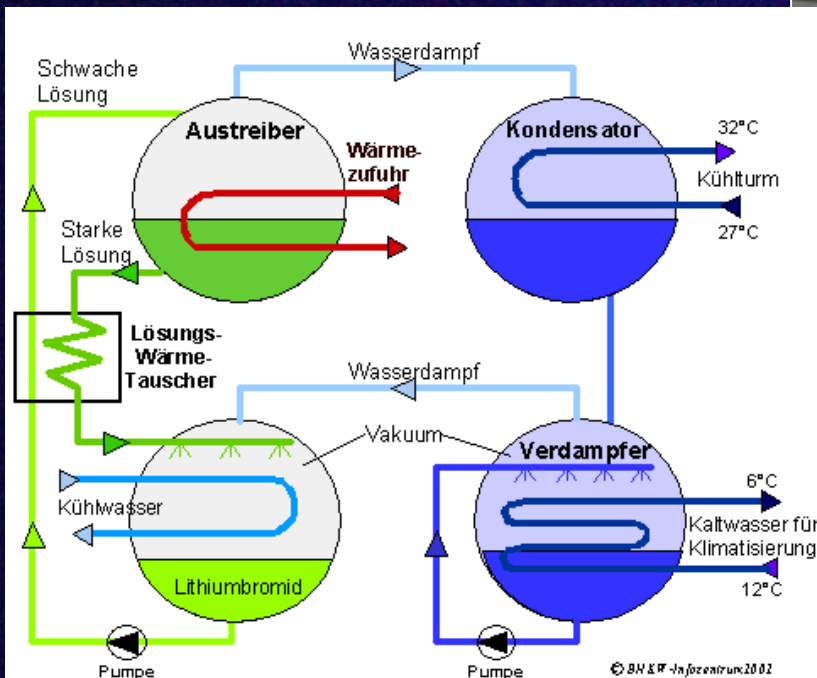 Wasserdampf
Schwache
Lösung
Austreiber
Kondensator
Wärme-
zufuhr
32°C
Kühlturm
27°C
Starke
Lösung
Lösungs-
Wärme-
Tauscher
Wasserdampf
Vakuum
Verdampfer
Kühlwasser
6°C
Kaltwasser für
Klimatisierung
12°C
Lithiumbromid
Pumpe
Pumpe
© BHKW-Infozentrum 2002